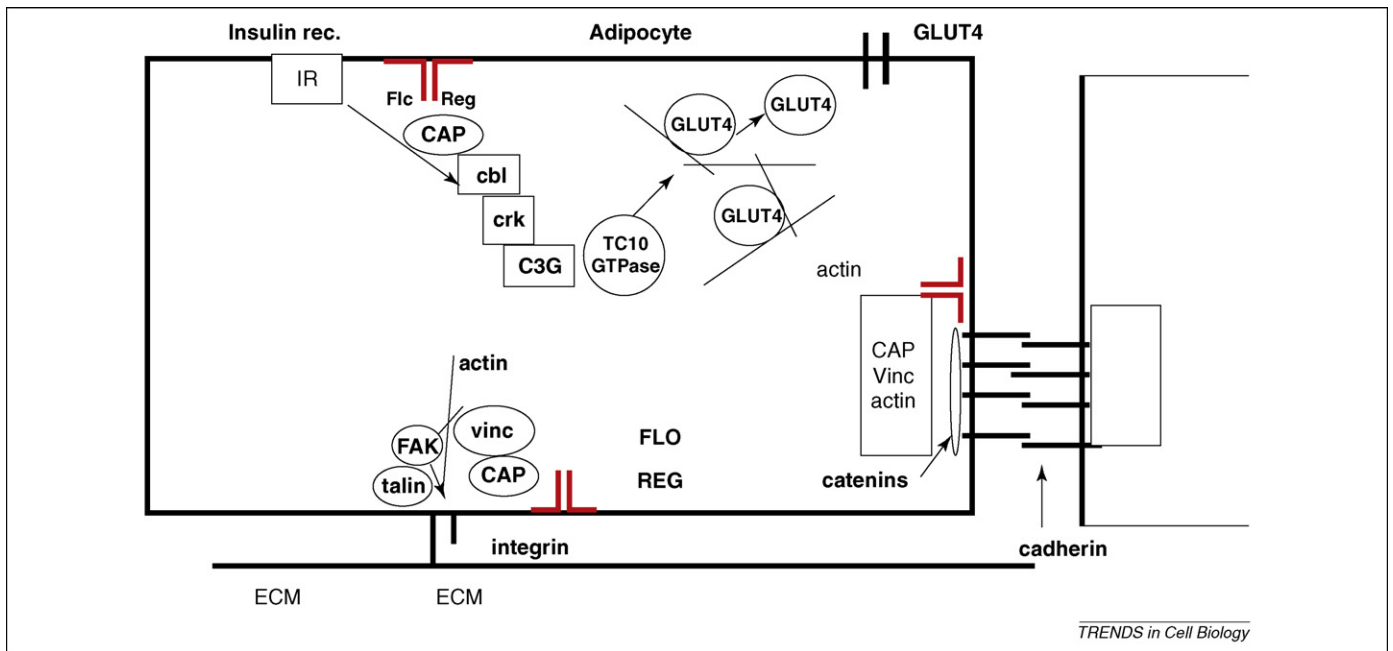 Insulin rec.
Adipocyte
GLUT4
IR
Flc
Reg
CAP
cbl
crk
C3G
TC10
GTPase
GLUT4
GLUT4
GLUT4
actin
CAP
Vinc
actin
actin
FAK
vinc
talin
CAP
FLO
REG
catenins
integrin
cadherin
ECM
ECM
TRENDS in Cell Biology